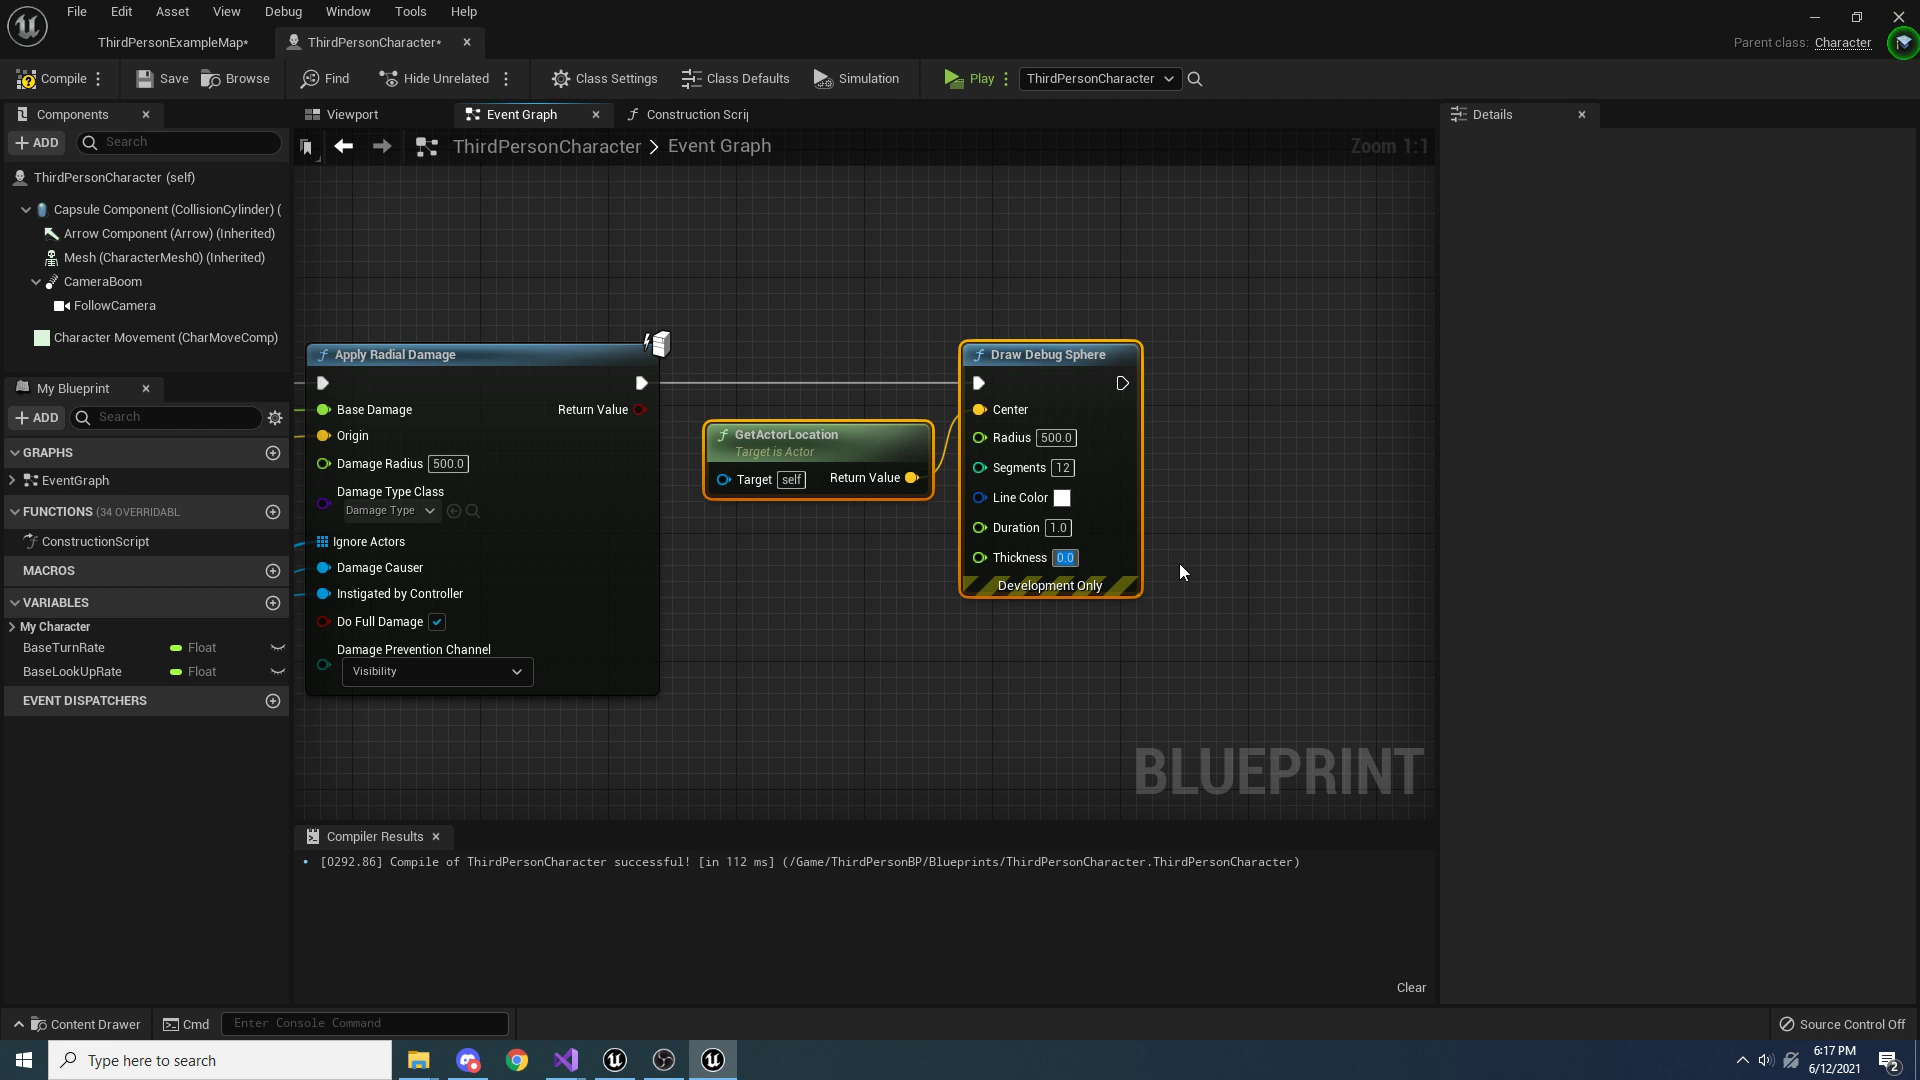 File Edit Asset View Debug Window Tools Help
ThirdPersonExampleMap* ThirdPersonCharacter*
Parent class: Character
Compile Save Browse Find Hide Unrelated Class Settings Class Defaults Simulation Play ThirdPersonCharacter
Components
Viewport Event Graph Construction Scrip
Details
ADD Search
ThirdPersonCharacter > Event Graph
Zoom 1:1
ThirdPersonCharacter (self)
Capsule Component (CollisionCylinder) (
Arrow Component (Arrow) (Inherited)
Mesh (CharacterMesh0) (Inherited)
CameraBoom
FollowCamera
Character Movement (CharMoveComp)
My Blueprint
ADD Search
GRAPHS
EventGraph
FUNCTIONS (34 OVERRIDABL
ConstructionScript
MACROS
VARIABLES
My Character
BaseTurnRate Float
BaseLookUpRate Float
EVENT DISPATCHERS
Apply Radial Damage
Base Damage Return Value
Origin
Damage Radius 500.0
Damage Type Class
Damage Type
Ignore Actors
Damage Causer
Instigated by Controller
Do Full Damage
Damage Prevention Channel
Visibility
GetActorLocation
Target is Actor
Target self Return Value
Draw Debug Sphere
Center
Radius 500.0
Segments 12
Line Color
Duration 1.0
Thickness 0.0
Development Only
BLUEPRINT
Compiler Results
[0292.86] Compile of ThirdPersonCharacter successful! [in 112 ms] (/Game/ThirdPersonBP/Blueprints/ThirdPersonCharacter.ThirdPersonCharacter)
Clear
Content Drawer Cmd Enter Console Command
Source Control Off
Type here to search
6:17 PM
6/12/2021
2